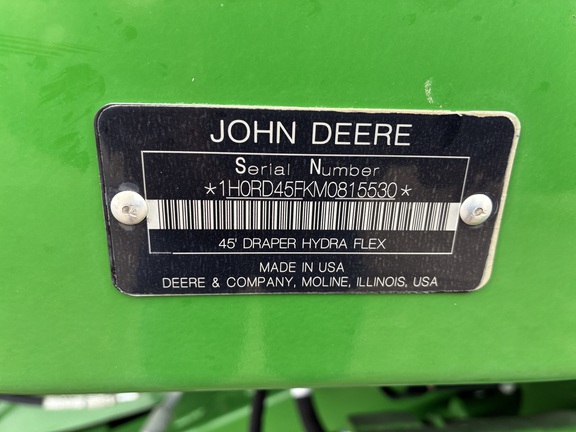 JOHN DEERE
Serial Number
*1H0RD45FKM0815530*
45' DRAPER HYDRA FLEX
MADE IN USA
DEERE & COMPANY, MOLINE, ILLINOIS, USA